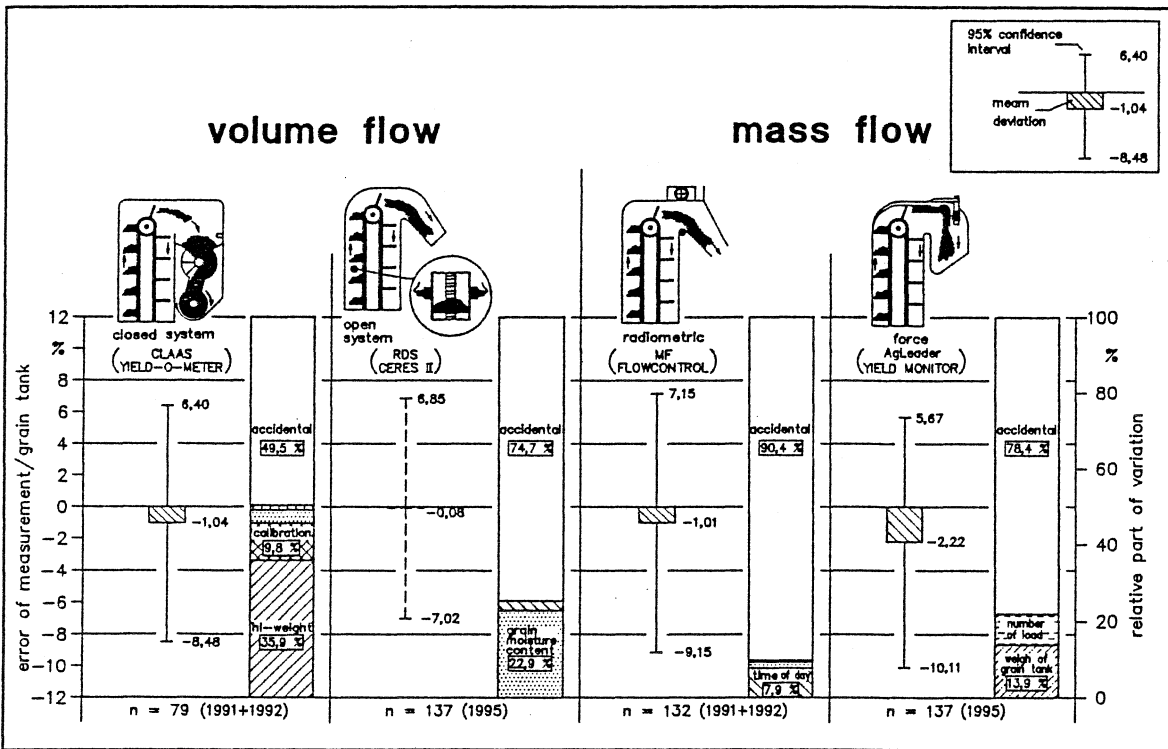 95% confidence
interval
6,40
mean
deviation
-1,04
-8,48
volume flow
mass flow
closed system
(CLAAS
YIELD-O-METER)
open
system
(RDS
CERES II)
radiometric
(MF
FLOWCONTROL)
force
(AgLeader
YIELD MONITOR)
error of measurement/grain tank
12
%
8
6
4
2
0
-2
-4
-6
-8
-10
-12
6,40
-1,04
-8,48
accidental
49,5 %
calibration
9,8 %
hl-weight
35,9 %
6,85
-0,08
-7,02
accidental
74,7 %
grain
moisture
content
22,9 %
7,15
-1,01
-9,15
accidental
90,4 %
time of day
7,9 %
5,67
-2,22
-10,11
accidental
78,4 %
number
of load
weigh of
grain tank
13,9 %
100
%
80
60
40
20
0
relative part of variation
n = 79 (1991+1992)
n = 137 (1995)
n = 132 (1991+1992)
n = 137 (1995)